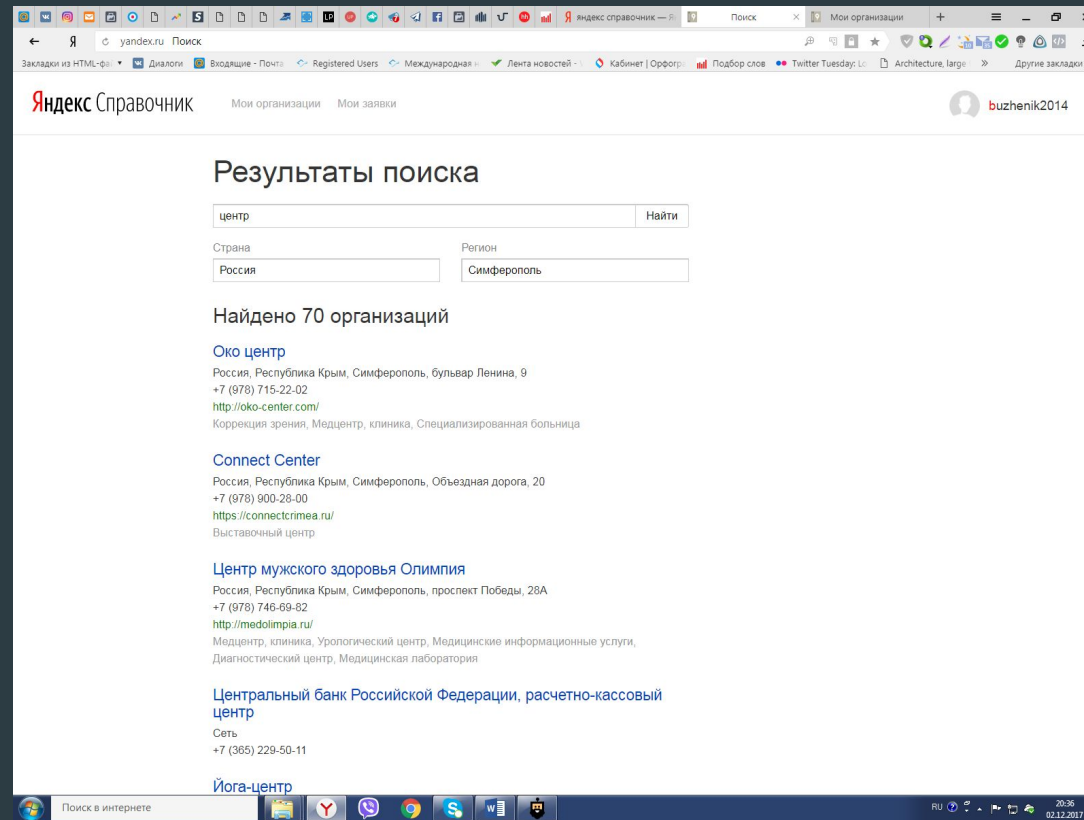 яндекс справочник — Я
Поиск
Мои организации
yandex.ru Поиск
Закладки из HTML-фа
Диалоги
Входящие - Почта
Registered Users
Международная н
Лента новостей -
Кабинет | Орфогр
Подбор слов
Twitter Tuesday: Lo
Architecture, large
Другие закладки
Яндекс Справочник
Мои организации
Мои заявки
buzhenik2014
Результаты поиска
центр
Найти
Страна
Регион
Россия
Симферополь
Найдено 70 организаций
Око центр
Россия, Республика Крым, Симферополь, бульвар Ленина, 9
+7 (978) 715-22-02
http://oko-center.com/
Коррекция зрения, Медцентр, клиника, Специализированная больница
Connect Center
Россия, Республика Крым, Симферополь, Объездная дорога, 20
+7 (978) 900-28-00
https://connectcrimea.ru/
Выставочный центр
Центр мужского здоровья Олимпия
Россия, Республика Крым, Симферополь, проспект Победы, 28А
+7 (978) 746-69-82
http://medolimpia.ru/
Медцентр, клиника, Урологический центр, Медицинские информационные услуги,
Диагностический центр, Медицинская лаборатория
Центральный банк Российской Федерации, расчетно-кассовый
центр
Сеть
+7 (365) 229-50-11
Йога-центр
Поиск в интернете
RU
20:36
02.12.2017